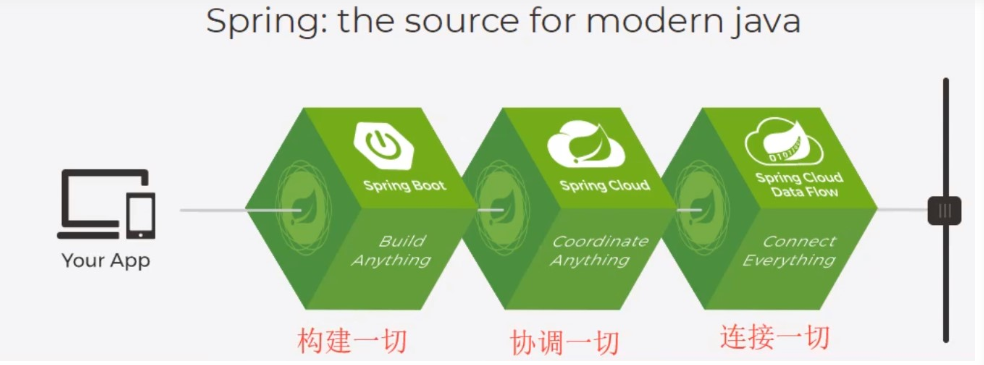 Spring: the source for modern java
Your App
Spring Boot
Build
Anything
构建一切
Spring Cloud
Coordinate
Anything
协调一切
Spring Cloud
Data Flow
Connect
Everything
连接一切